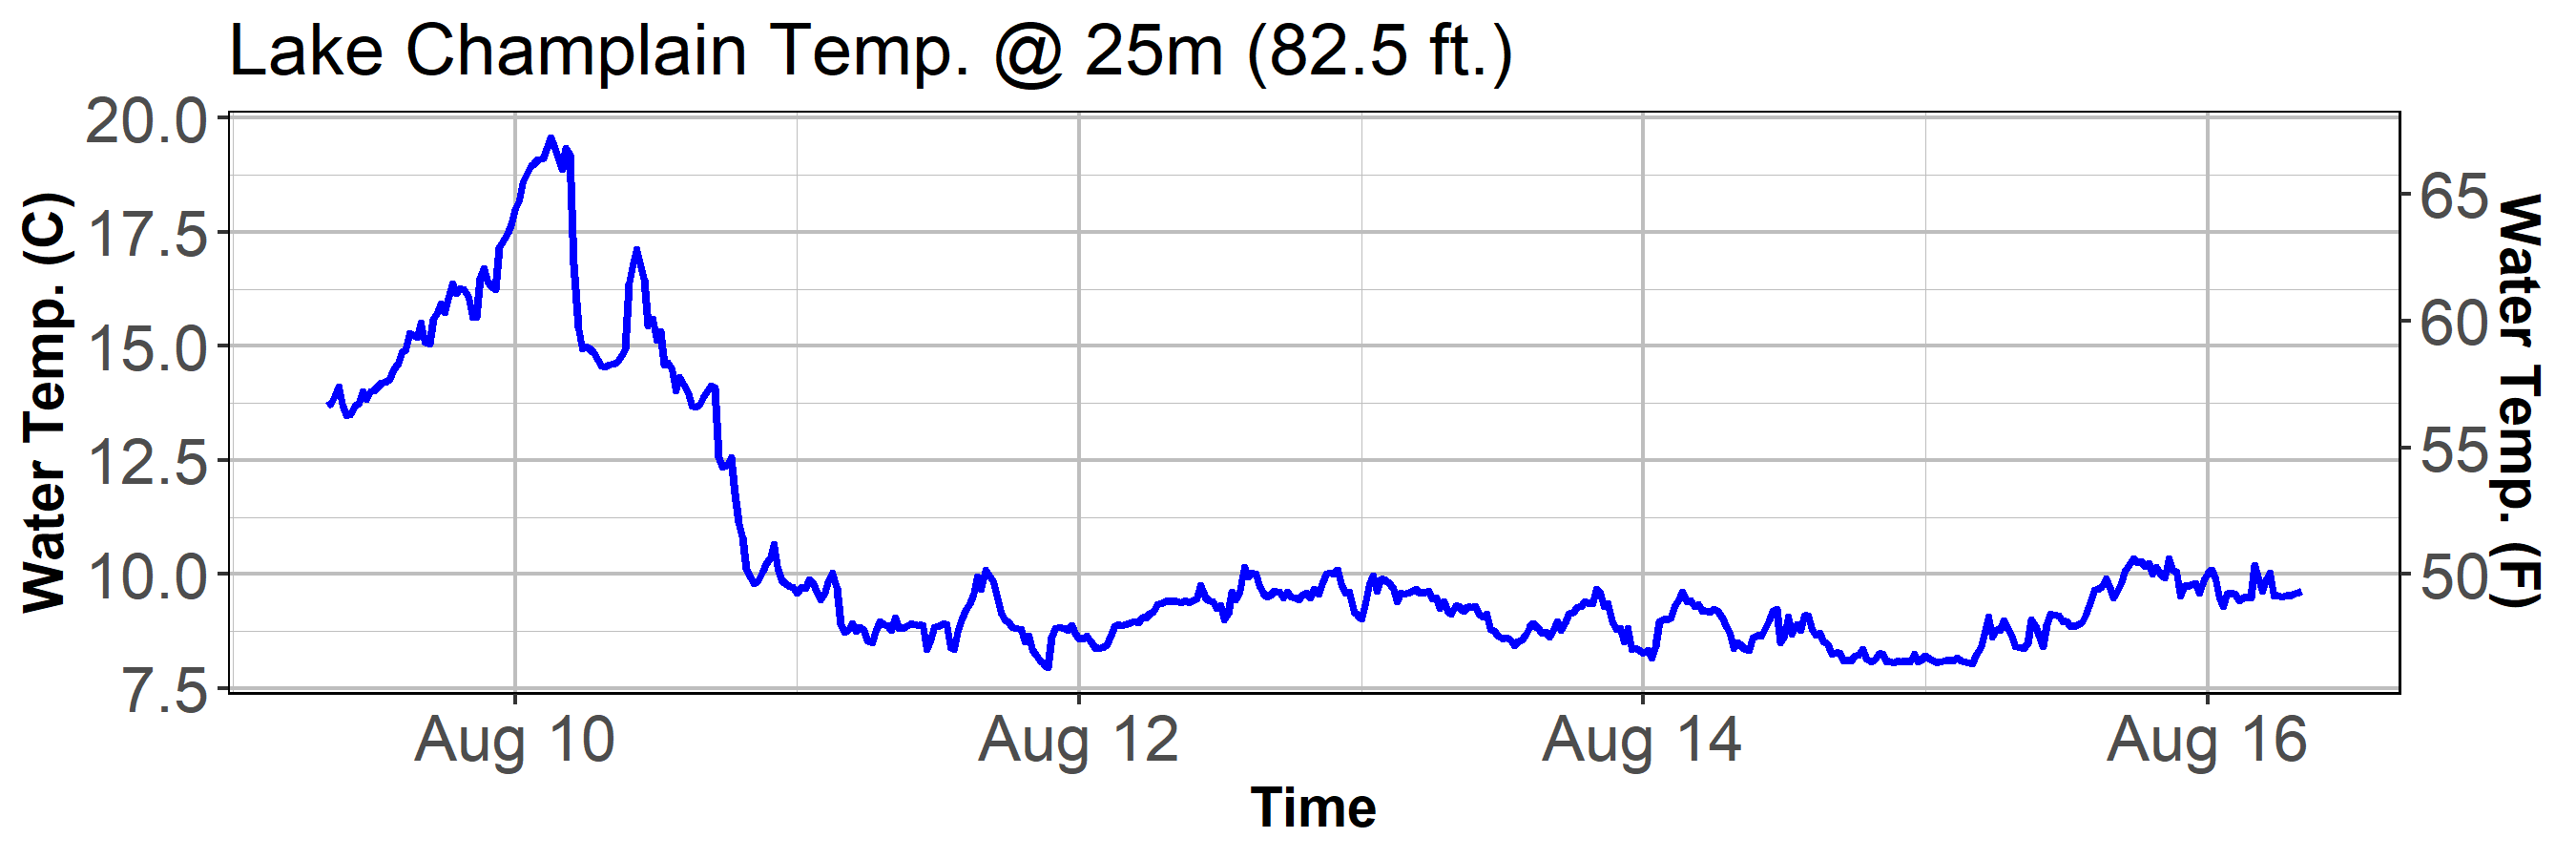 Lake Champlain Temp. @ 25m (82.5 ft.)
Water Temp. (C)
20.0
17.5
15.0
12.5
10.0
7.5
65
60
55
50
Water Temp. (F)
Aug 10
Aug 12
Aug 14
Aug 16
Time